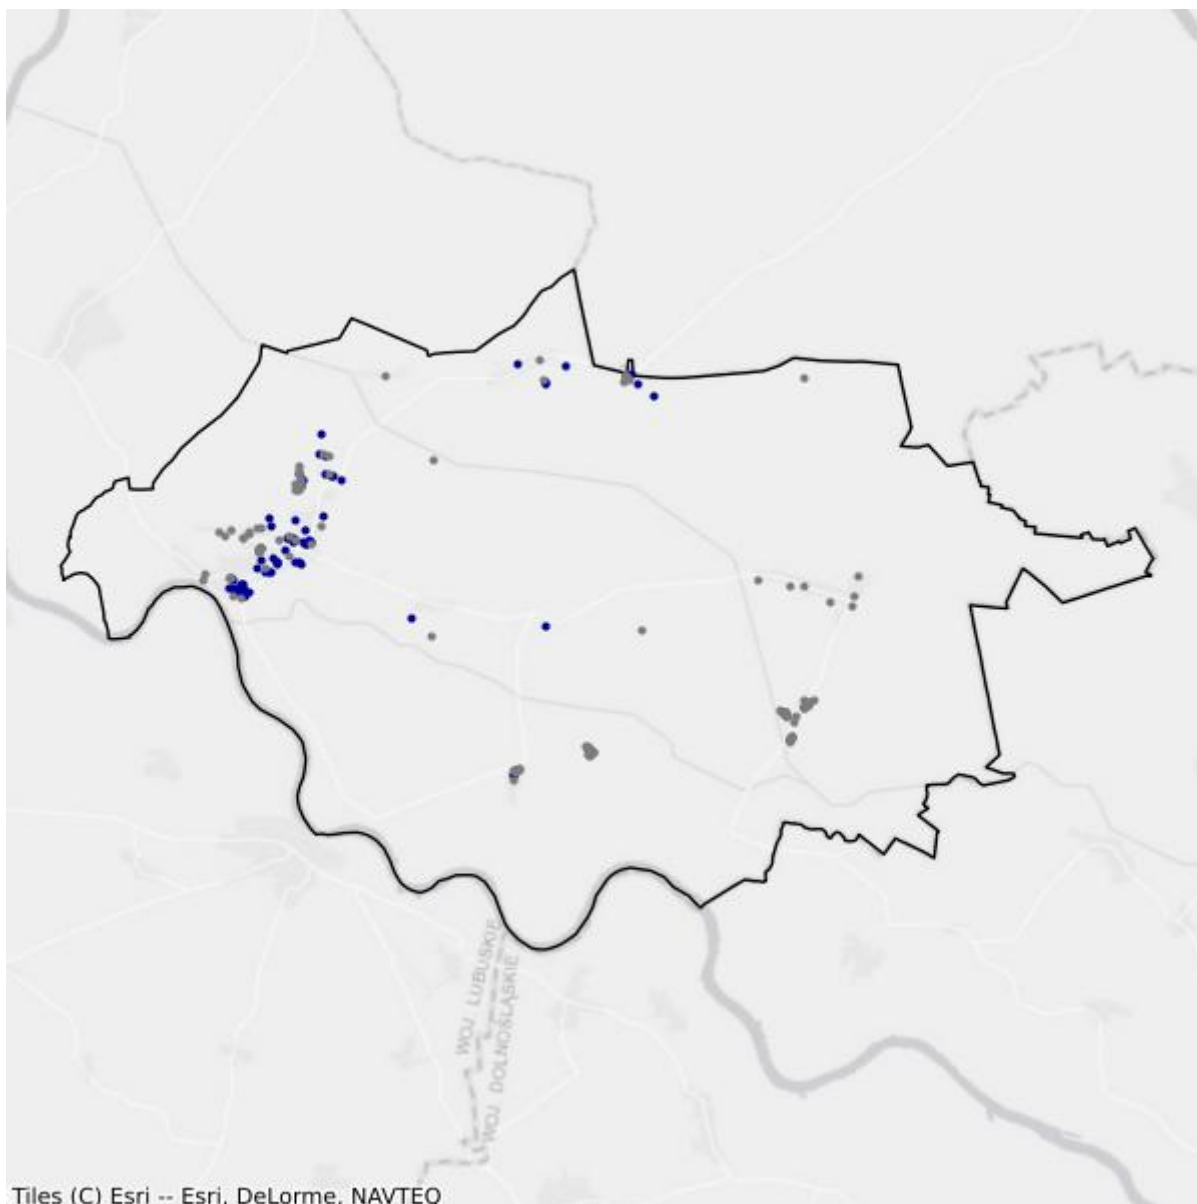 WOJ LUBUSKIE
WOJ DOLNOŚLĄSKIE
Tiles (C) Esri -- Esri, DeLorme, NAVTEQ